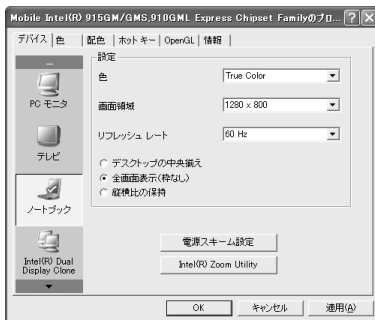 Mobile Intel(R) 915GM/GMS,910GML Express Chipset Familyのプロ...
デバイス 色 配色 ホット キー OpenGL 情報
PC モニタ
テレビ
ノートブック
Intel(R) Dual Display Clone
設定
色 True Color
画面領域 1280 x 800
リフレッシュ レート 60 Hz
デスクトップの中央揃え
全画面表示(枠なし)
縦横比の保持
電源スキーム設定
Intel(R) Zoom Utility
OK キャンセル 適用(A)